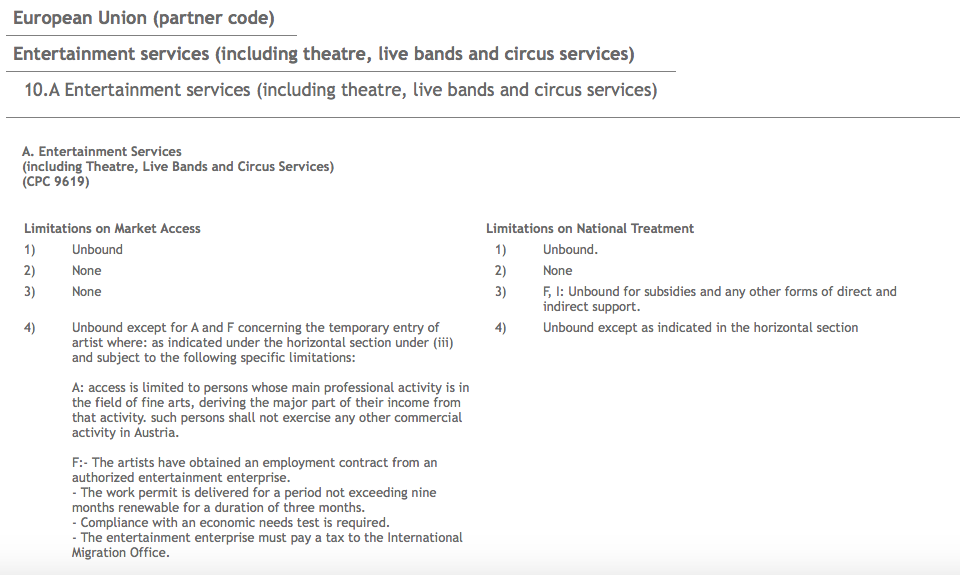 European Union (partner code)
Entertainment services (including theatre, live bands and circus services)
10.A Entertainment services (including theatre, live bands and circus services)
A. Entertainment Services
(including Theatre, Live Bands and Circus Services)
(CPC 9619)
Limitations on Market Access
1) Unbound
2) None
3) None
4) Unbound except for A and F concerning the temporary entry of
artist where: as indicated under the horizontal section under (iii)
and subject to the following specific limitations:
A: access is limited to persons whose main professional activity is in
the field of fine arts, deriving the major part of their income from
that activity. such persons shall not exercise any other commercial
activity in Austria.
F:- The artists have obtained an employment contract from an
authorized entertainment enterprise.
- The work permit is delivered for a period not exceeding nine
months renewable for a duration of three months.
- Compliance with an economic needs test is required.
- The entertainment enterprise must pay a tax to the International
Migration Office.
Limitations on National Treatment
1) Unbound.
2) None
3) F, I: Unbound for subsidies and any other forms of direct and
indirect support.
4) Unbound except as indicated in the horizontal section